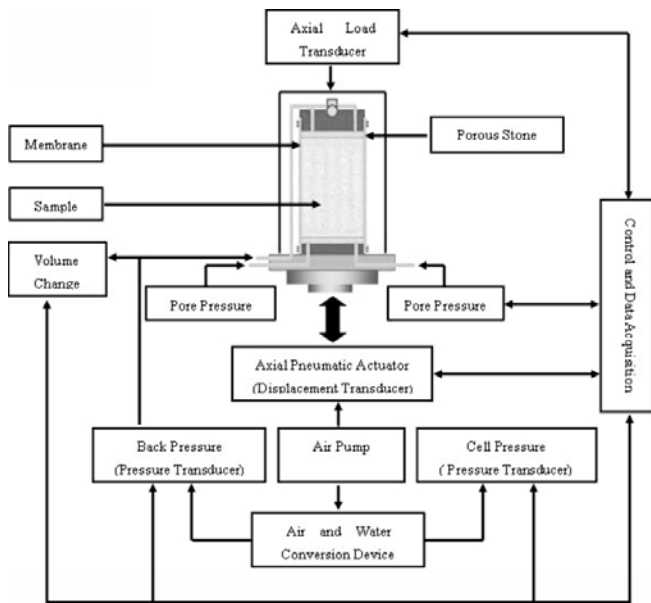 Axial Load
Transducer
Membrane
Porous Stone
Sample
Volume
Change
Pore Pressure
Pore Pressure
Control and Data Acquisition
Axial Pneumatic Actuator
(Displacement Transducer)
Back Pressure
(Pressure Transducer)
Air Pump
Cell Pressure
( Pressure Transducer)
Air and Water
Conversion Device